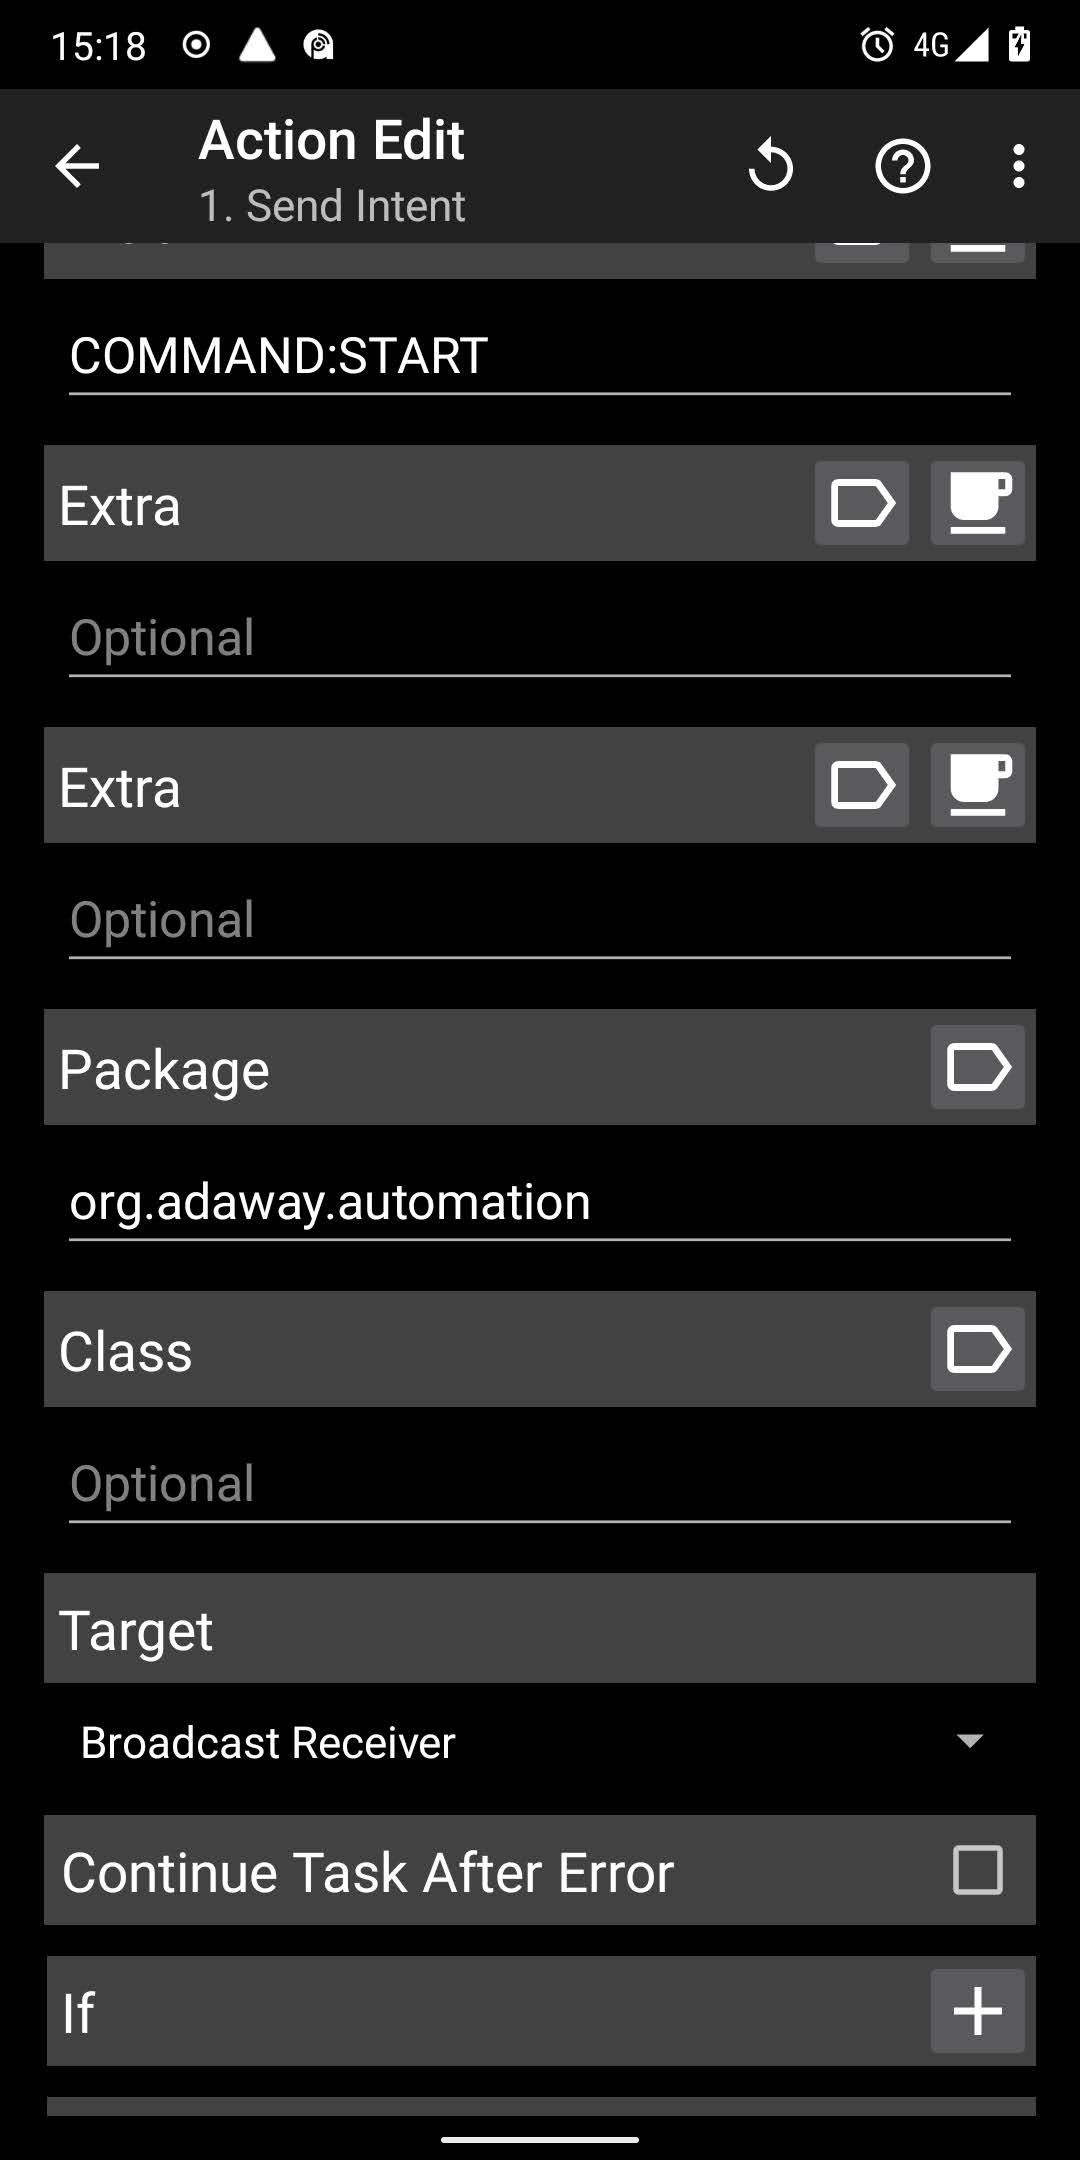 15:18
4G
Action Edit
1. Send Intent
COMMAND:START
Extra
Optional
Extra
Optional
Package
org.adaway.automation
Class
Optional
Target
Broadcast Receiver
Continue Task After Error
If